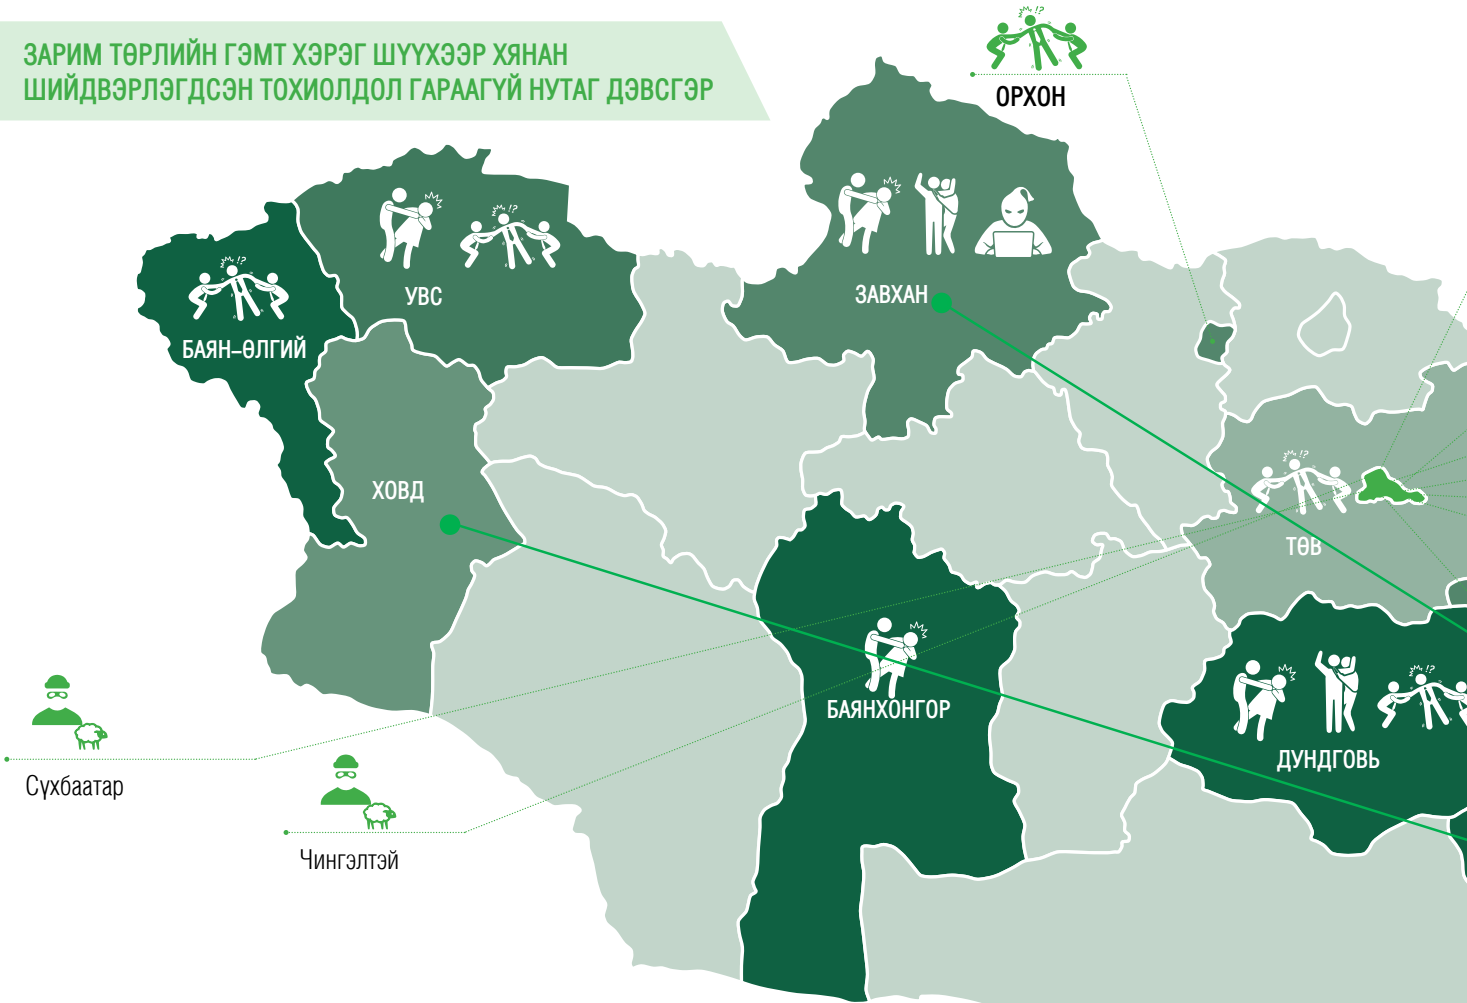 ЗАРИМ ТӨРЛИЙН ГЭМТ ХЭРЭГ ШҮҮХЭЭР ХЯНАН
ШИЙДВЭРЛЭГДСЭН ТОХИОЛДОЛ ГАРААГҮЙ НУТАГ ДЭВСГЭР
!?
ОРХОН
!?
УВС
!?
БАЯН-ӨЛГИЙ
ЗАВХАН
ХОВД
!?
ТӨВ
БАЯНХОНГОР
!?
ДУНДГОВЬ
Сүхбаатар
Чингэлтэй